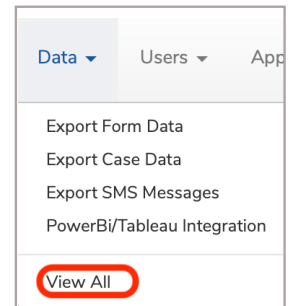 Data Users App
Export Form Data
Export Case Data
Export SMS Messages
PowerBi/Tableau Integration
View All